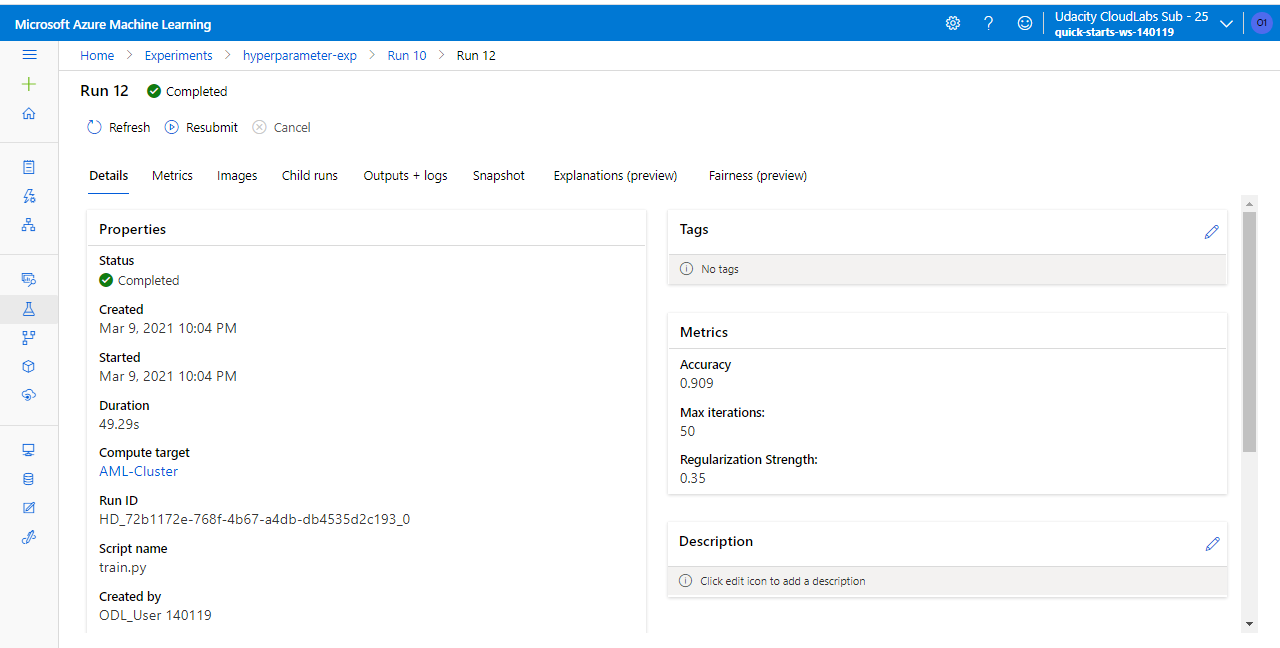 Microsoft Azure Machine Learning
Udacity CloudLabs Sub - 25
quick-starts-ws-140119
O1
Home > Experiments > hyperparameter-exp > Run 10 > Run 12
Run 12 Completed
Refresh Resubmit Cancel
Details Metrics Images Child runs Outputs + logs Snapshot Explanations (preview) Fairness (preview)
Properties
Status
Completed
Created
Mar 9, 2021 10:04 PM
Started
Mar 9, 2021 10:04 PM
Duration
49.29s
Compute target
AML-Cluster
Run ID
HD_72b1172e-768f-4b67-a4db-db4535d2c193_0
Script name
train.py
Created by
ODL_User 140119
Tags
No tags
Metrics
Accuracy
0.909
Max iterations:
50
Regularization Strength:
0.35
Description
Click edit icon to add a description